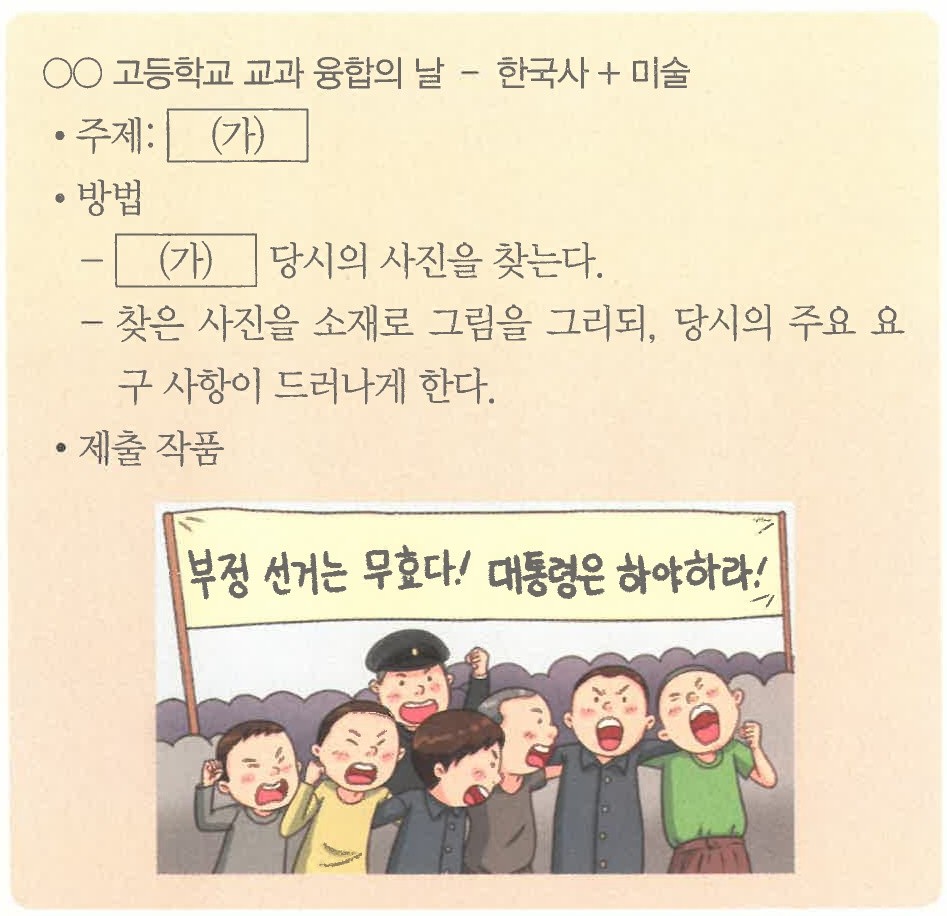 ○○ 고등학교 교과 융합의 날 - 한국사 + 미술
• 주제: (가)
• 방법
- (가) 당시의 사진을 찾는다.
- 찾은 사진을 소재로 그림을 그리되, 당시의 주요 요
구 사항이 드러나게 한다.
• 제출 작품
부정 선거는 무효다! 대통령은 하야하라!